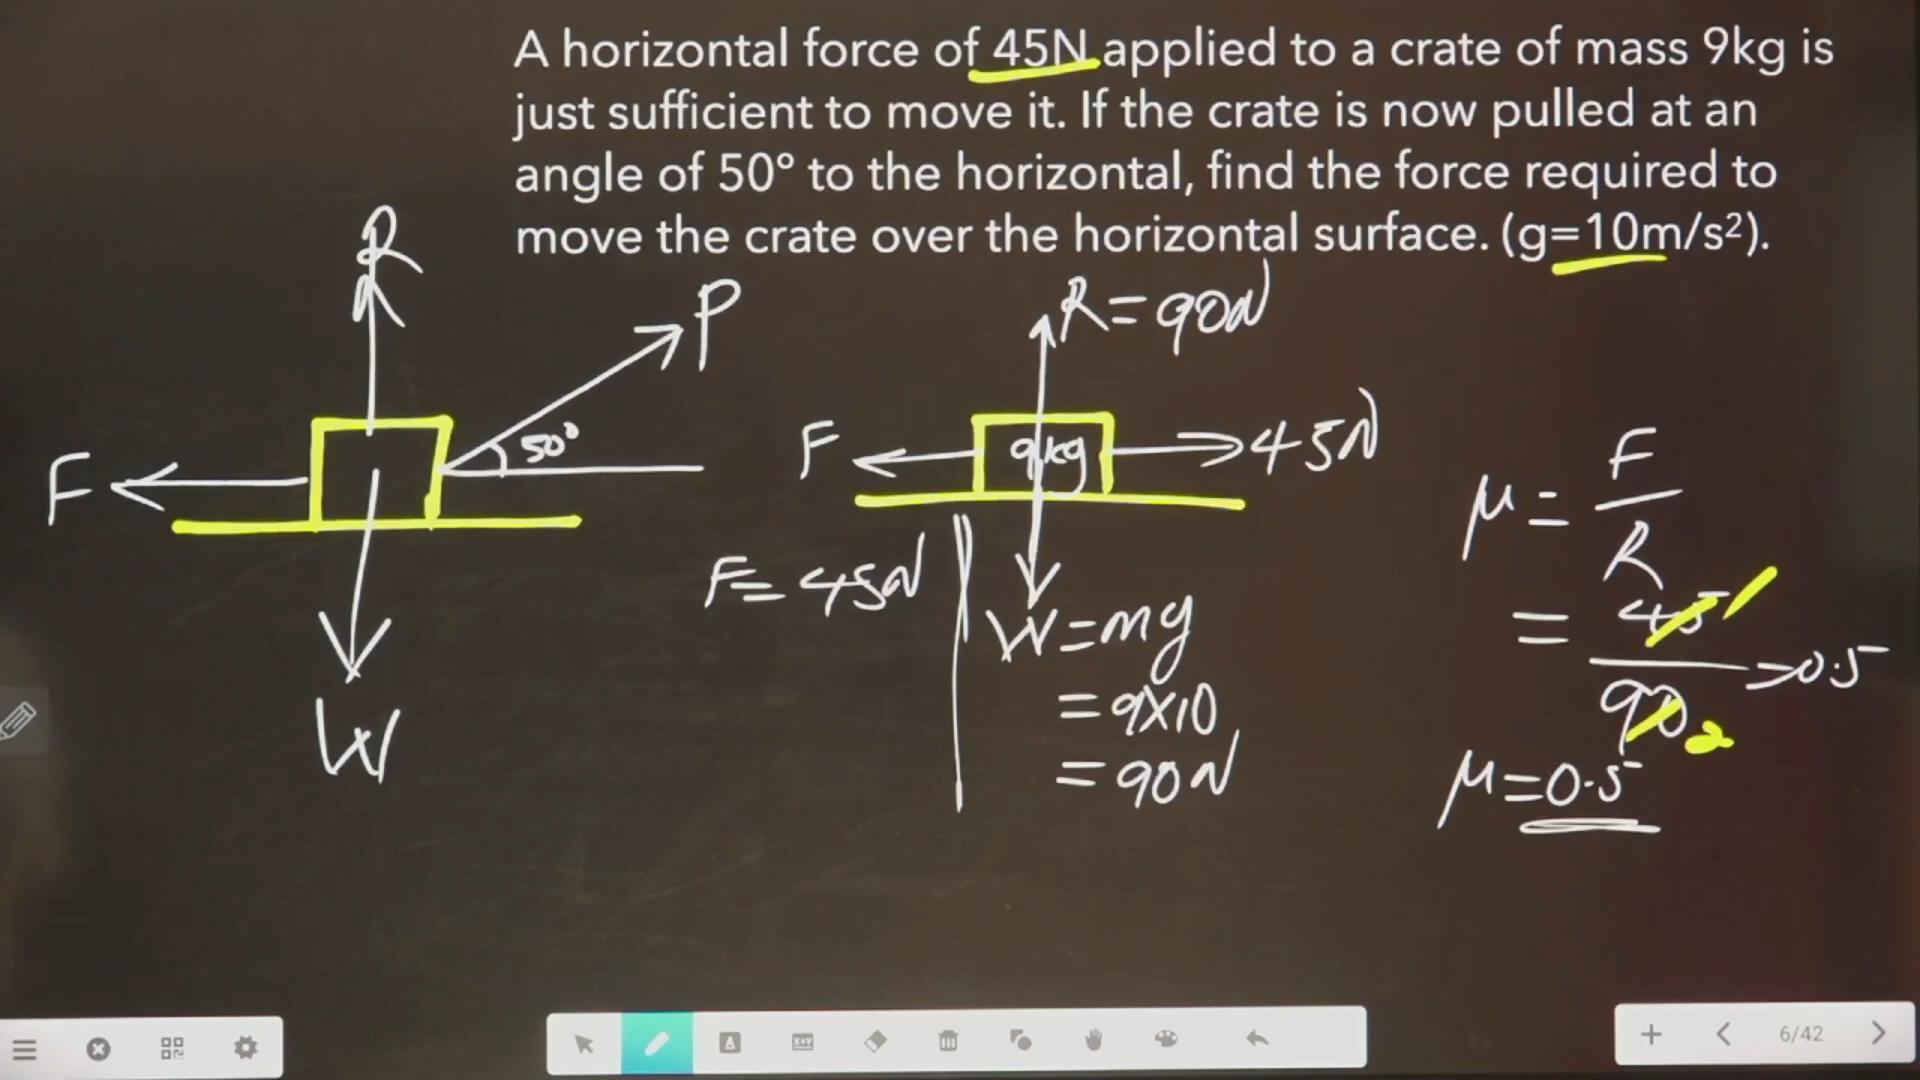 A horizontal force of 45N applied to a crate of mass 9kg is
just sufficient to move it. If the crate is now pulled at an
angle of 50° to the horizontal, find the force required to
move the crate over the horizontal surface. (g=10m/s²).
R
P
50°
F
W
R=90N
F
9kg
45N
F=45N
W=mg
=9×10
=90N
μ=F/R
=45/90 →0.5
1
2
μ=0.5
A
X+Y
6/42